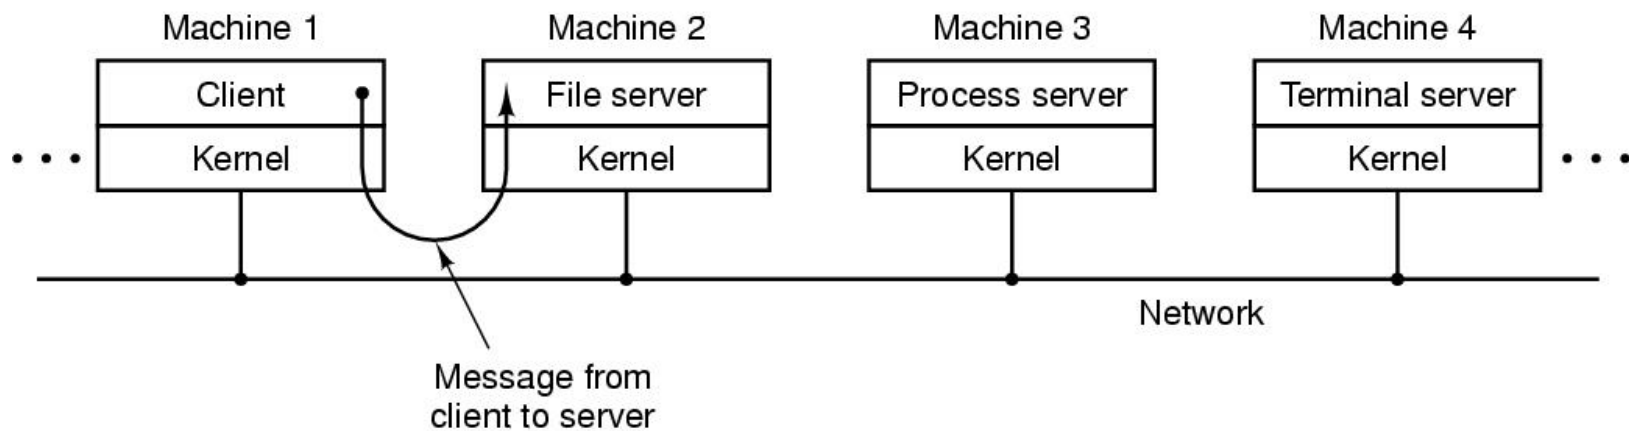 Machine 1
Machine 2
Machine 3
Machine 4
Client
File server
Process server
Terminal server
Kernel
Kernel
Kernel
Kernel
Network
Message from
client to server